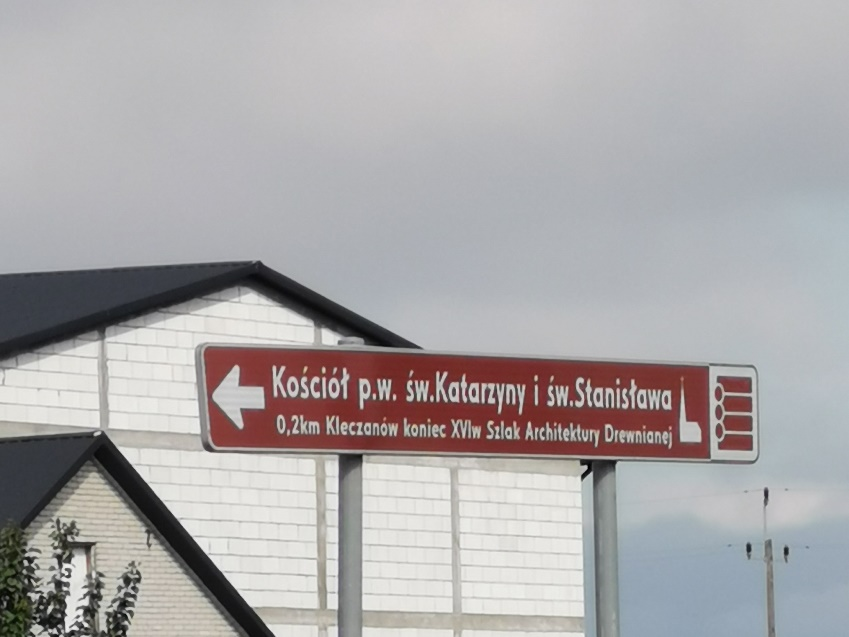 Kościół p.w. św.Katarzyny i św.Stanisława
0,2km Kleczanów koniec XVIw Szlak Architektury Drewnianej